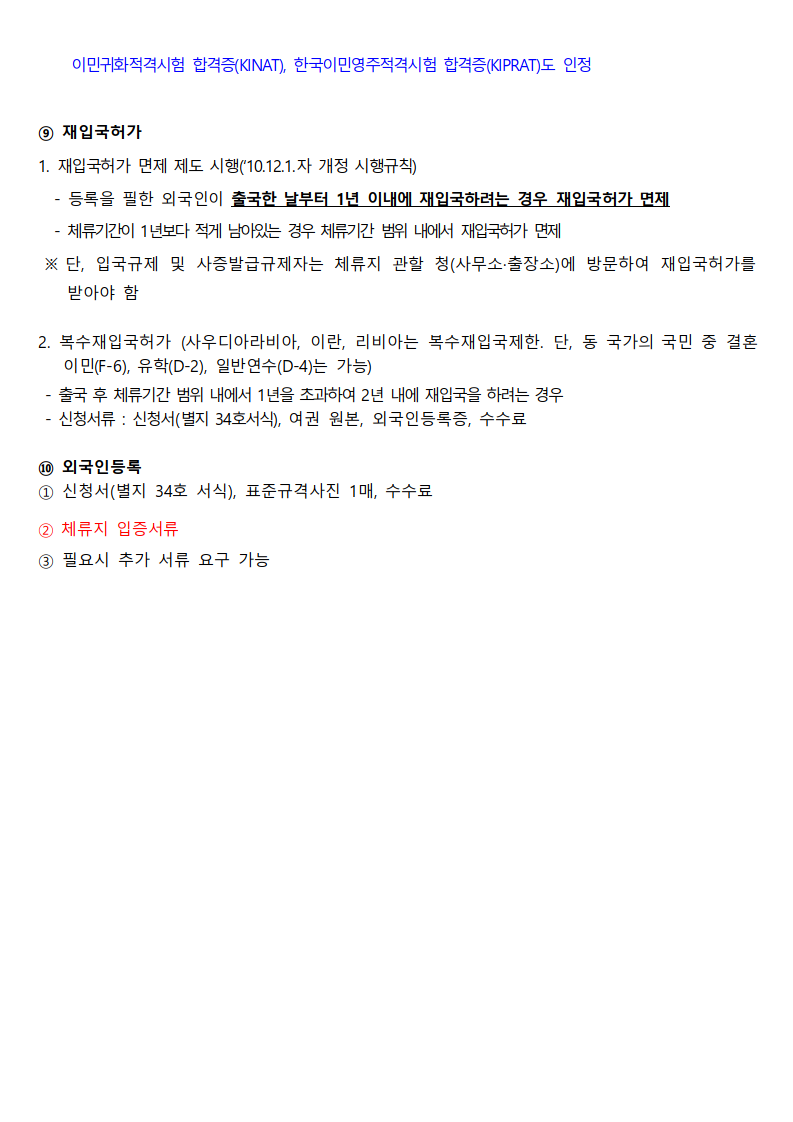 이민귀화적격시험 합격증(KINAT), 한국이민영주적격시험 합격증(KIPRAT)도 인정
⑨ 재입국허가
1. 재입국허가 면제 제도 시행(‘10.12.1.자 개정 시행규칙)
- 등록을 필한 외국인이 출국한 날부터 1년 이내에 재입국하려는 경우 재입국허가 면제
- 체류기간이 1년보다 적게 남아있는 경우 체류기간 범위 내에서 재입국허가 면제
※ 단, 입국규제 및 사증발급규제자는 체류지 관할 청(사무소·출장소)에 방문하여 재입국허가를
받아야 함
2. 복수재입국허가 (사우디아라비아, 이란, 리비아는 복수재입국제한. 단, 동 국가의 국민 중 결혼
이민(F-6), 유학(D-2), 일반연수(D-4)는 가능)
- 출국 후 체류기간 범위 내에서 1년을 초과하여 2년 내에 재입국을 하려는 경우
- 신청서류 : 신청서(별지 34호서식), 여권 원본, 외국인등록증, 수수료
⑩ 외국인등록
① 신청서(별지 34호 서식), 표준규격사진 1매, 수수료
② 체류지 입증서류
③ 필요시 추가 서류 요구 가능